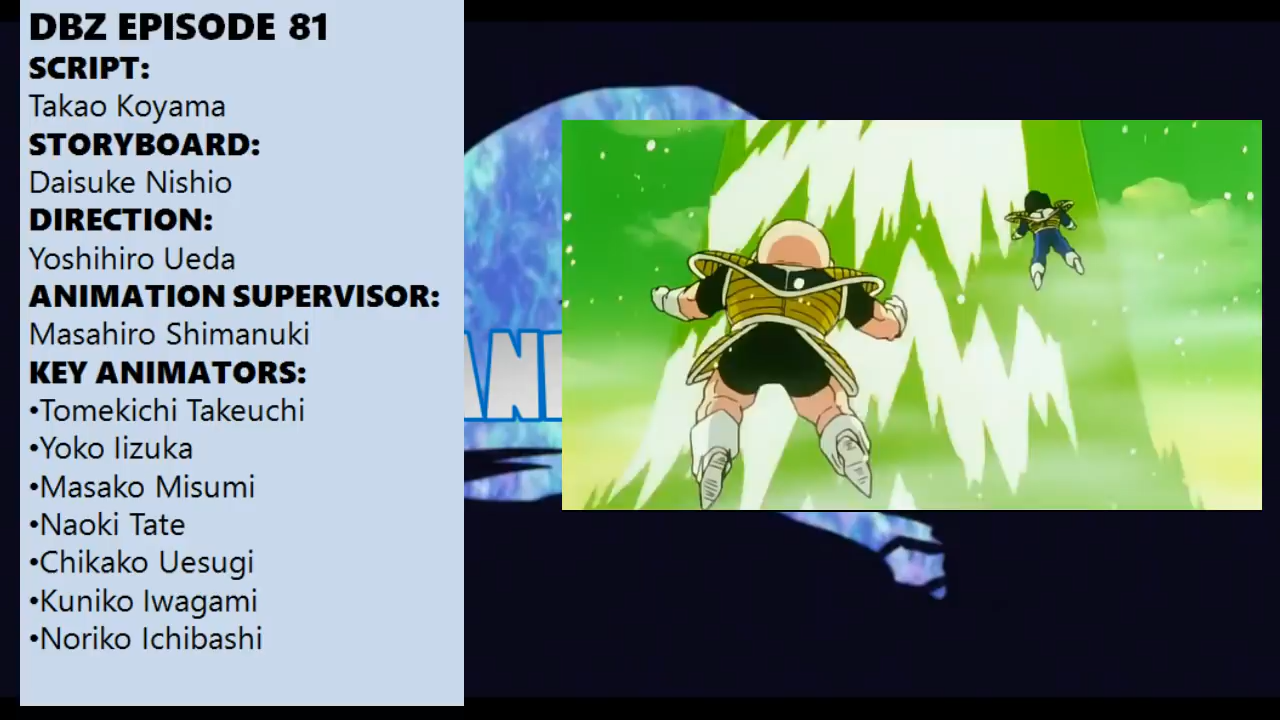 DBZ EPISODE 81
SCRIPT:
Takao Koyama
STORYBOARD:
Daisuke Nishio
DIRECTION:
Yoshihiro Ueda
ANIMATION SUPERVISOR:
Masahiro Shimanuki
KEY ANIMATORS:
•Tomekichi Takeuchi
•Yoko Iizuka
•Masako Misumi
•Naoki Tate
•Chikako Uesugi
•Kuniko Iwagami
•Noriko Ichibashi